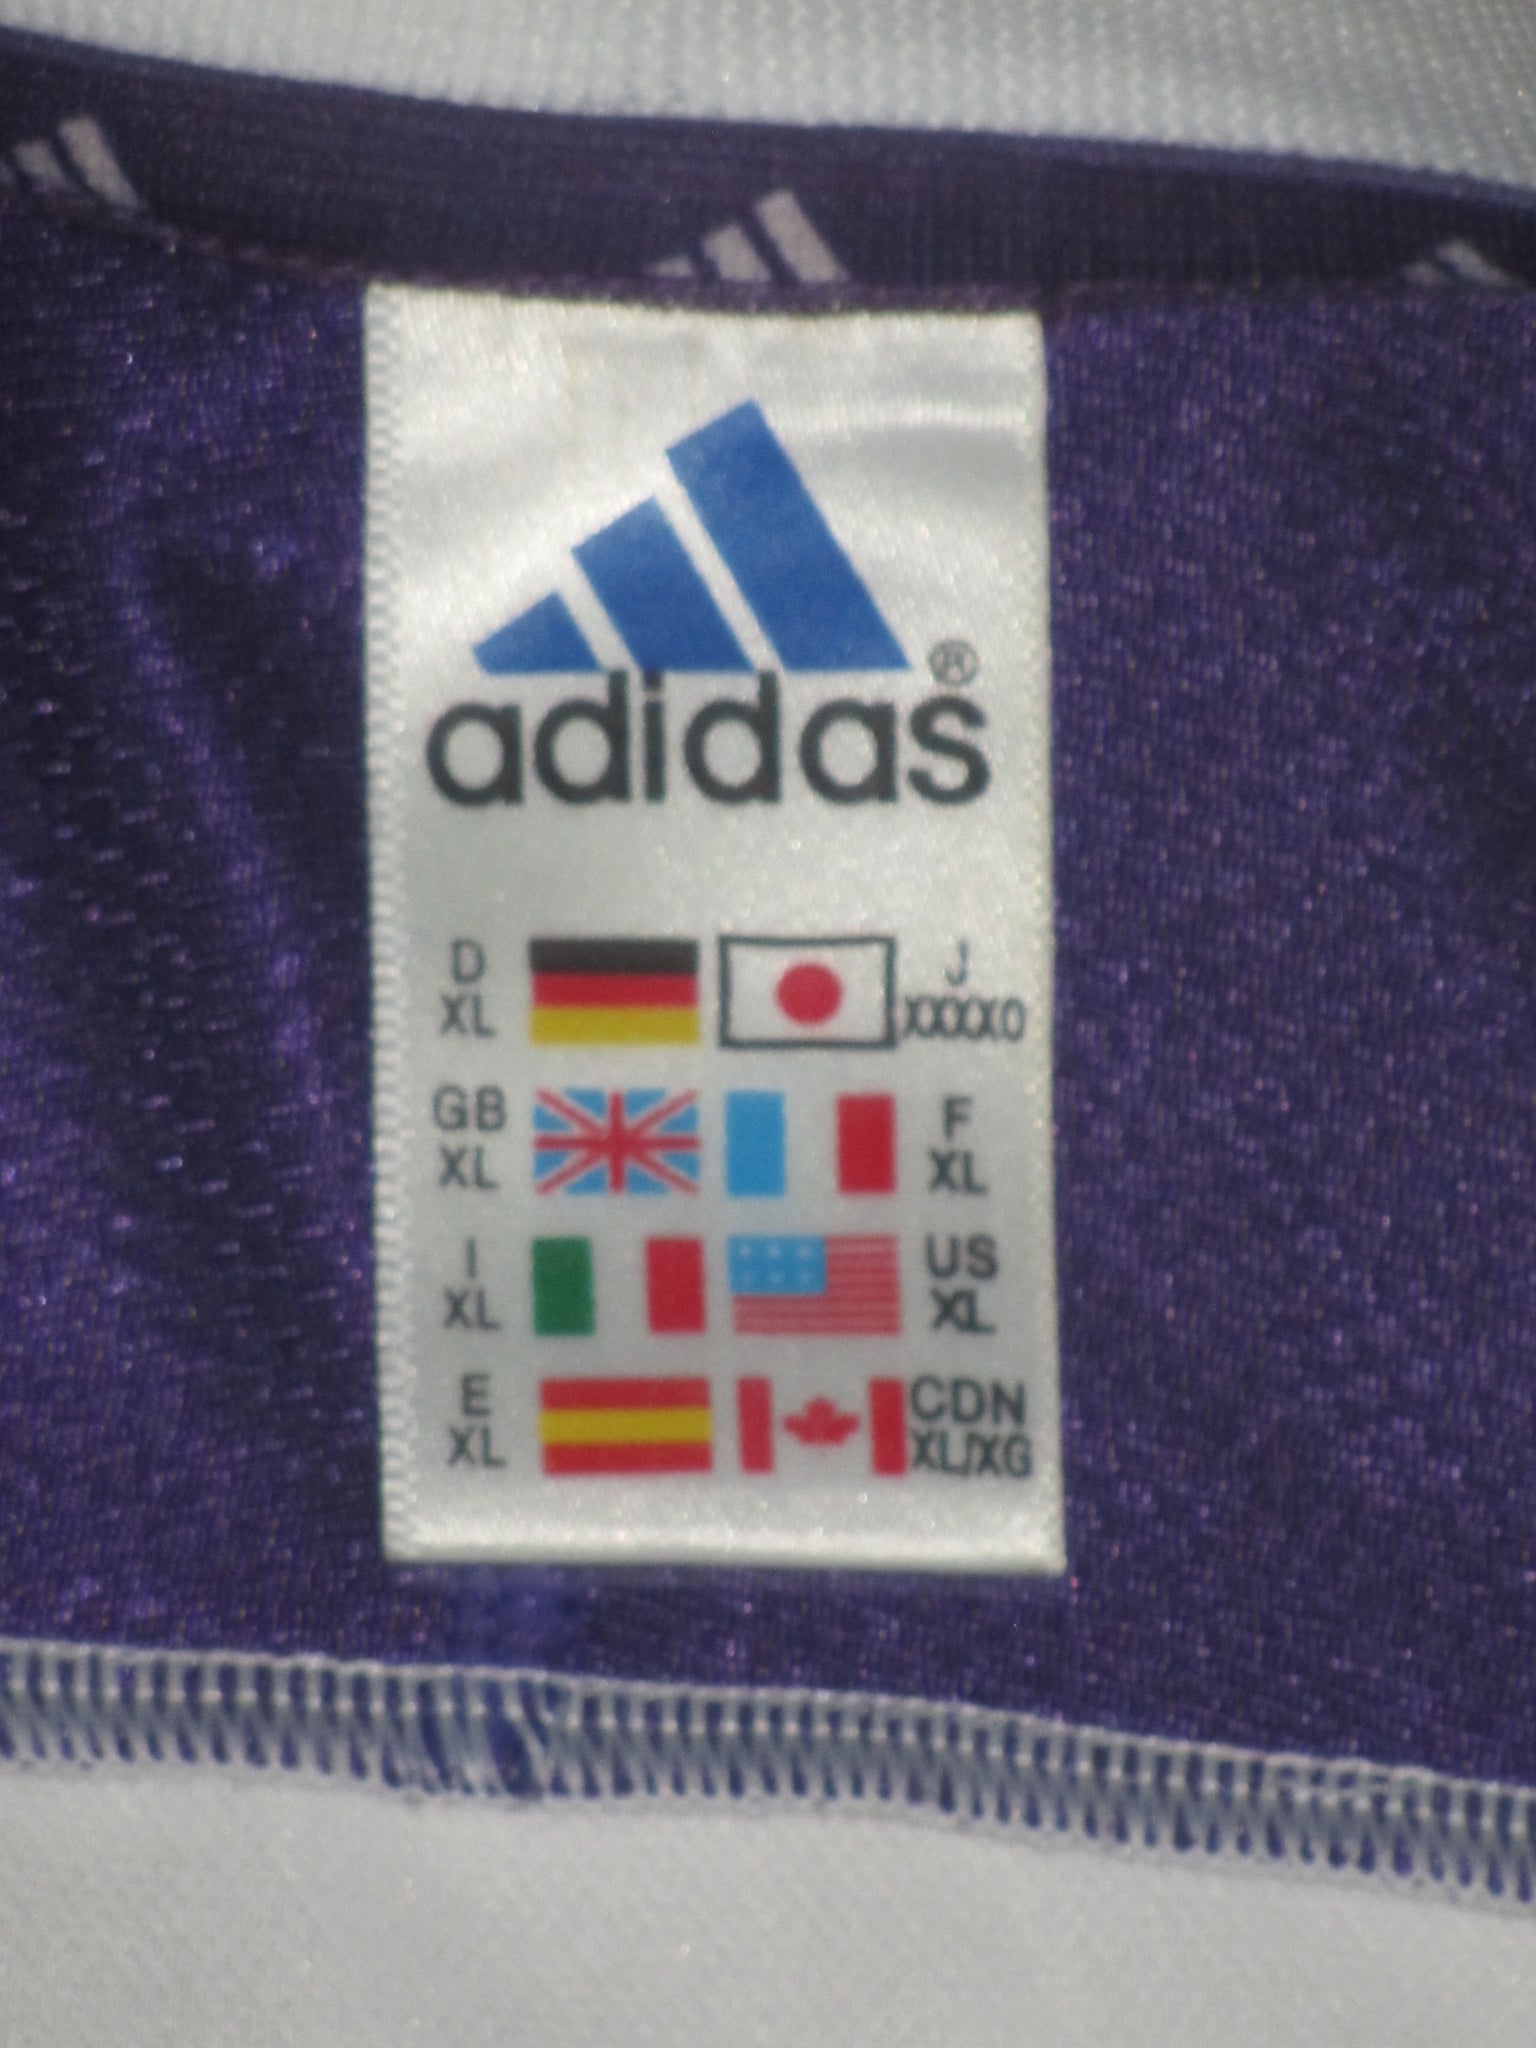 adidas®
D J
XL XXXXO
GB F
XL XL
I US
XL XL
E CDN
XL XL/XG